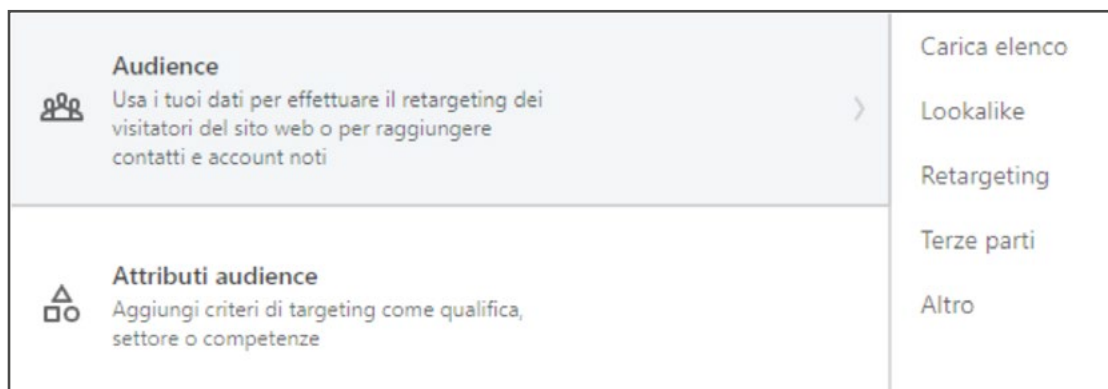 Audience
Usa i tuoi dati per effettuare il retargeting dei
visitatori del sito web o per raggiungere
contatti e account noti
Attributi audience
Aggiungi criteri di targeting come qualifica,
settore o competenze
Carica elenco
Lookalike
Retargeting
Terze parti
Altro